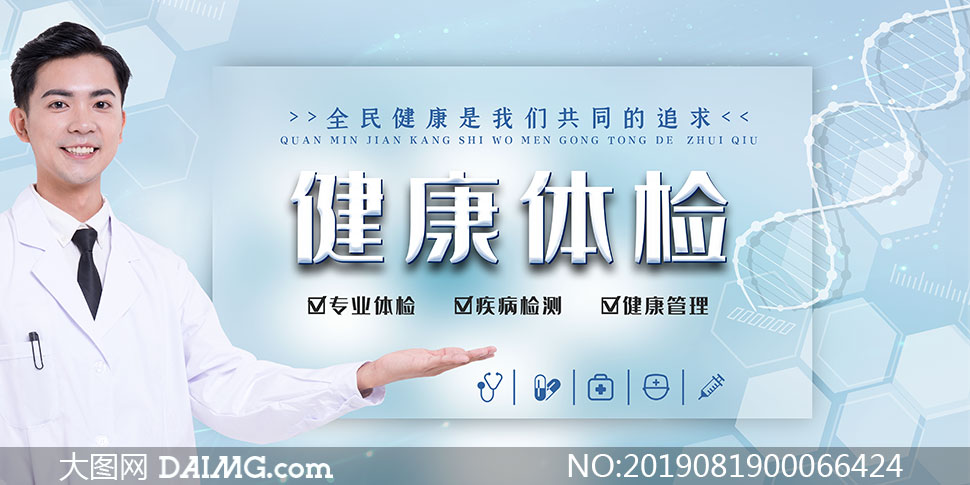 >>全民健康是我们共同的追求<<
QUAN MIN JIAN KANG SHI WO MEN GONG TONG DE ZHUI QIU
健康体检
☑专业体检 ☑疾病检测 ☑健康管理
大图网 DAIMG.com NO:2019081900066424